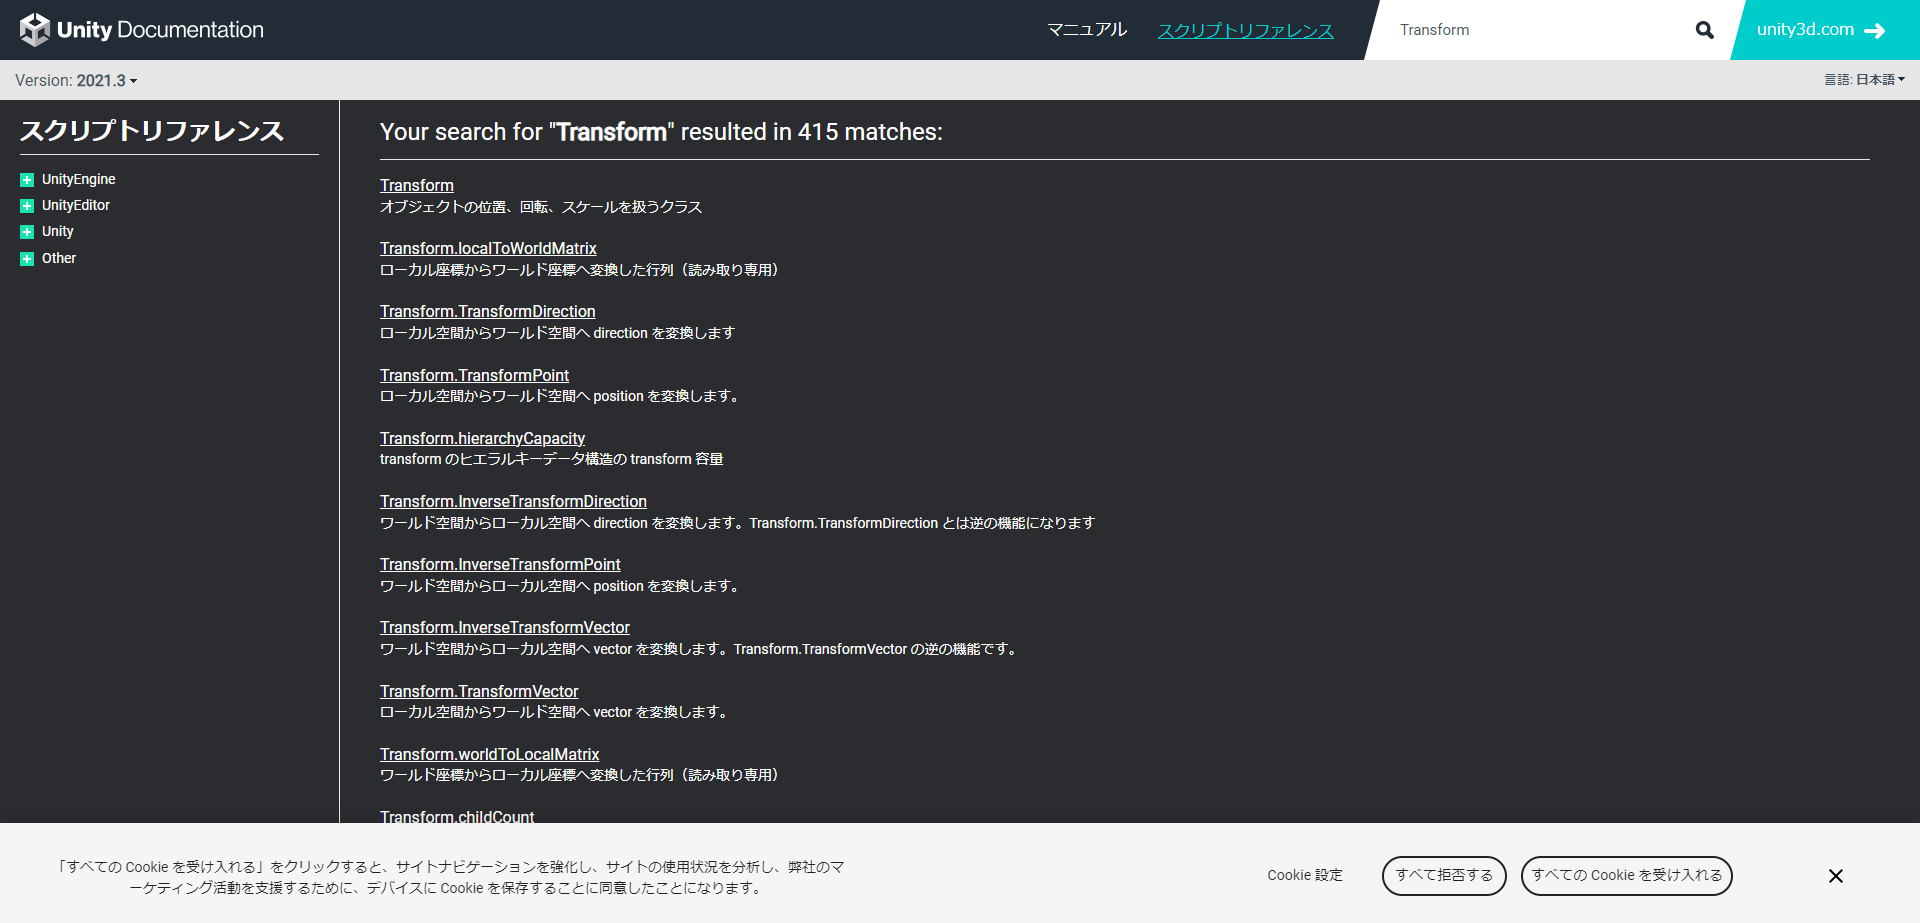 Unity Documentation
マニュアル
スクリプトリファレンス
Transform
unity3d.com
Version: 2021.3
言語: 日本語
スクリプトリファレンス
UnityEngine
UnityEditor
Unity
Other
Your search for "Transform" resulted in 415 matches:
Transform
オブジェクトの位置、回転、スケールを扱うクラス
Transform.localToWorldMatrix
ローカル座標からワールド座標へ変換した行列（読み取り専用）
Transform.TransformDirection
ローカル空間からワールド空間へ direction を変換します
Transform.TransformPoint
ローカル空間からワールド空間へ position を変換します。
Transform.hierarchyCapacity
transform のヒエラルキーデータ構造の transform 容量
Transform.InverseTransformDirection
ワールド空間からローカル空間へ direction を変換します。Transform.TransformDirection とは逆の機能になります
Transform.InverseTransformPoint
ワールド空間からローカル空間へ position を変換します。
Transform.InverseTransformVector
ワールド空間からローカル空間へ vector を変換します。Transform.TransformVector の逆の機能です。
Transform.TransformVector
ローカル空間からワールド空間へ vector を変換します。
Transform.worldToLocalMatrix
ワールド座標からローカル座標へ変換した行列（読み取り専用）
Transform.childCount
「すべての Cookie を受け入れる」をクリックすると、サイトナビゲーションを強化し、サイトの使用状況を分析し、弊社のマ
ーケティング活動を支援するために、デバイスに Cookie を保存することに同意したことになります。
Cookie 設定
すべて拒否する
すべての Cookie を受け入れる